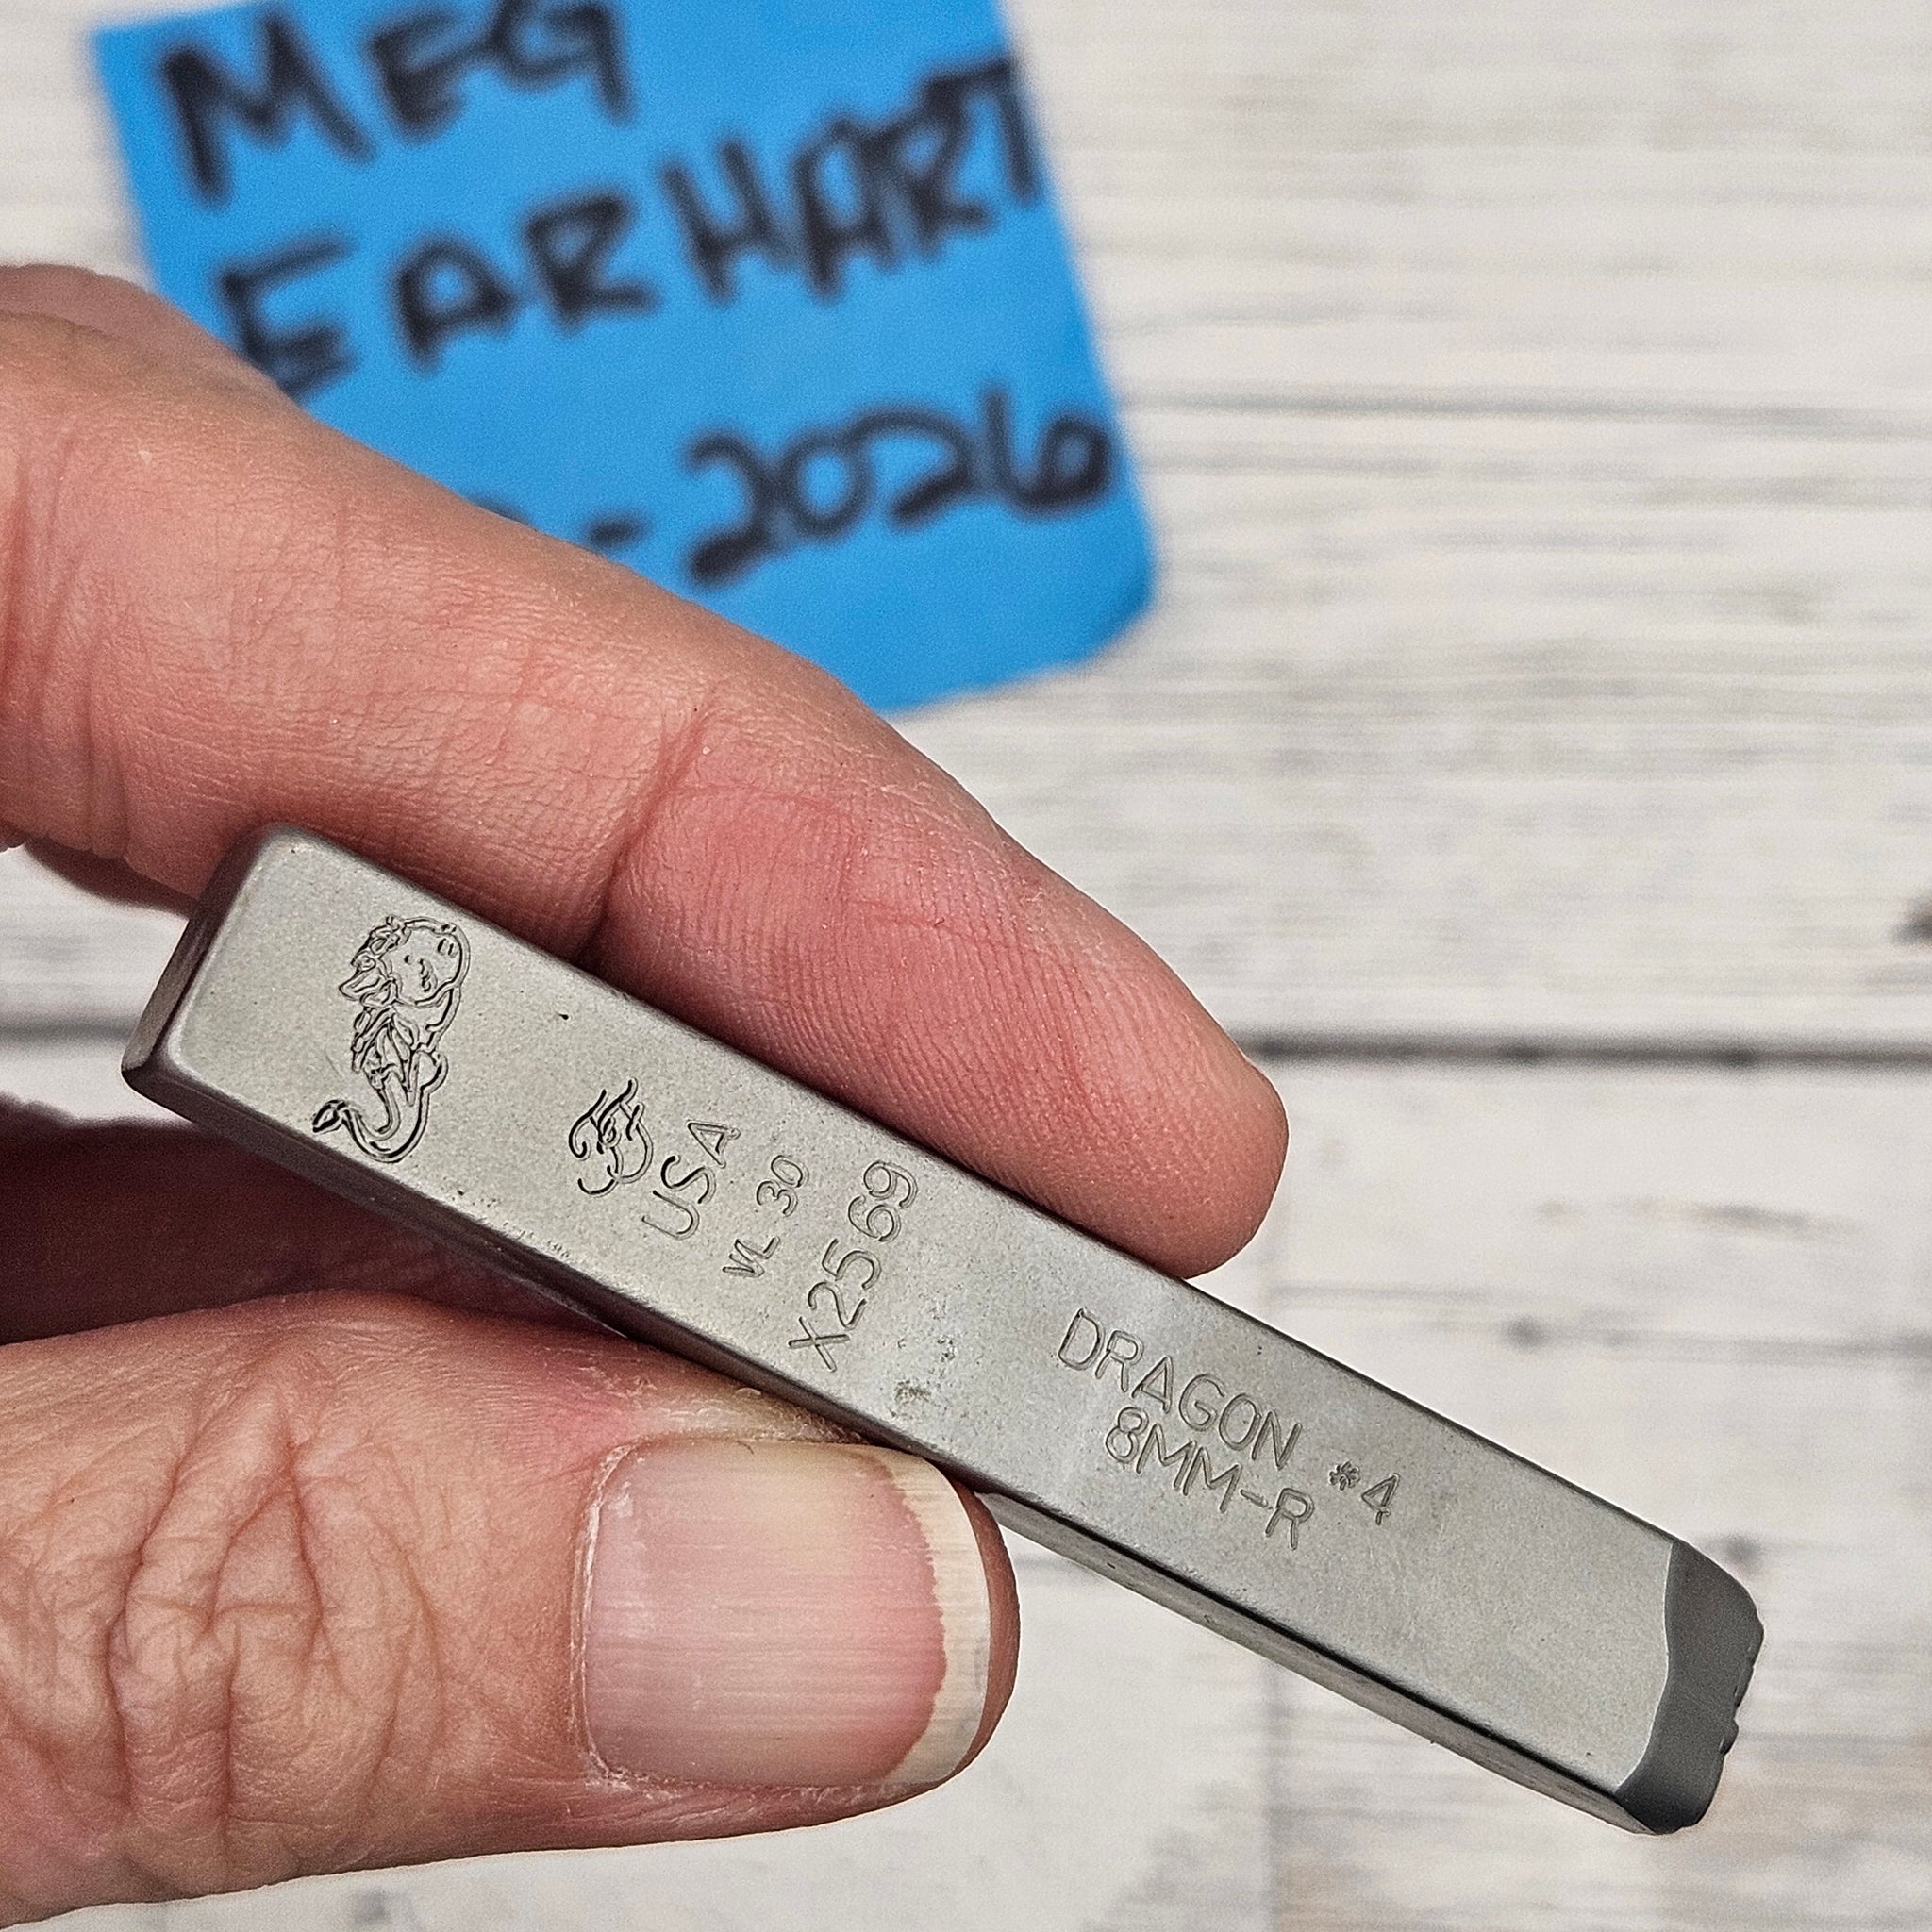 MEG
EARHART
-2026
USA
VL 30
X2569
DRAGON *4
8MM-R